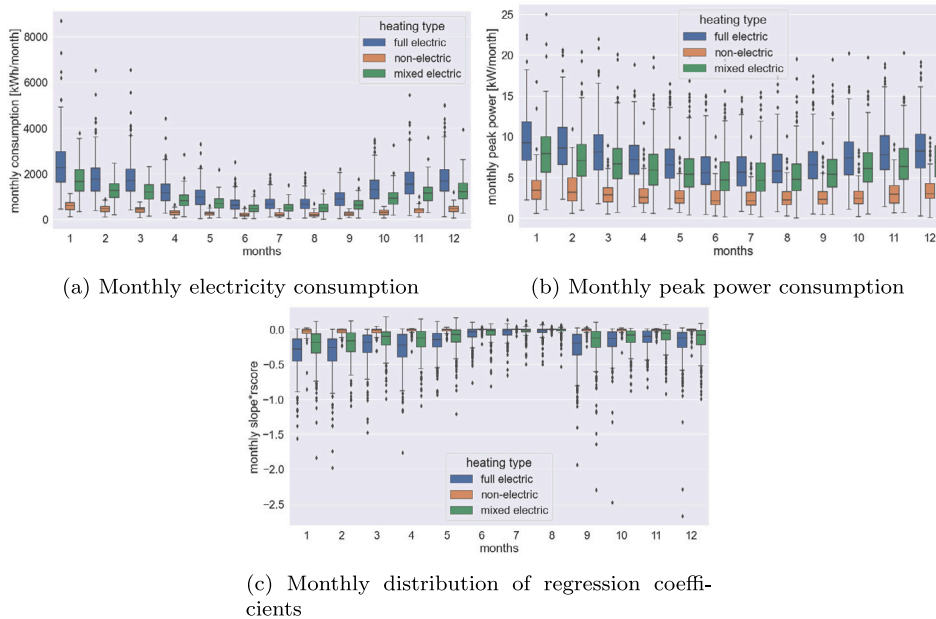 heating type
full electric
non-electric
mixed electric
monthly consumption [kWh/month]
8000
6000
4000
2000
0
1 2 3 4 5 6 7 8 9 10 11 12
months
(a) Monthly electricity consumption
heating type
full electric
non-electric
mixed electric
monthly peak power [kW/month]
25
20
15
10
5
0
1 2 3 4 5 6 7 8 9 10 11 12
months
(b) Monthly peak power consumption
monthly slope*rscore
0.0
−0.5
−1.0
−1.5
−2.0
−2.5
heating type
full electric
non-electric
mixed electric
1 2 3 4 5 6 7 8 9 10 11 12
months
(c) Monthly distribution of regression coeffi-
cients